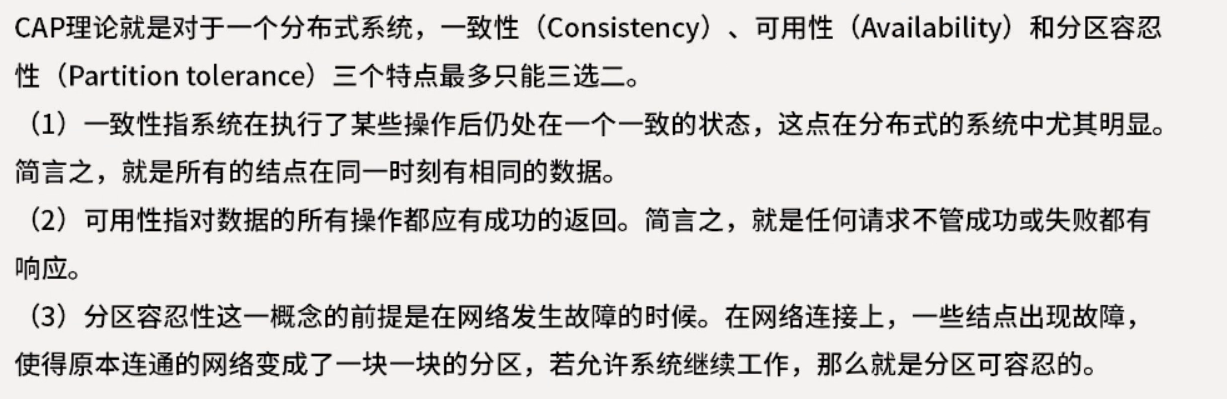 CAP理论就是对于一个分布式系统，一致性（Consistency）、可用性（Availability）和分区容忍
性（Partition tolerance）三个特点最多只能三选二。
（1）一致性指系统在执行了某些操作后仍处在一个一致的状态，这点在分布式的系统中尤其明显。
简言之，就是所有的结点在同一时刻有相同的数据。
（2）可用性指对数据的所有操作都应有成功的返回。简言之，就是任何请求不管成功或失败都有
响应。
（3）分区容忍性这一概念的前提是在网络发生故障的时候。在网络连接上，一些结点出现故障，
使得原本连通的网络变成了一块一块的分区，若允许系统继续工作，那么就是分区可容忍的。